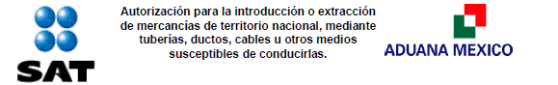 Autorización para la introducción o extracción
de mercancías de territorio nacional, mediante
tuberías, ductos, cables u otros medios
susceptibles de conducirlas.
SAT
ADUANA MEXICO